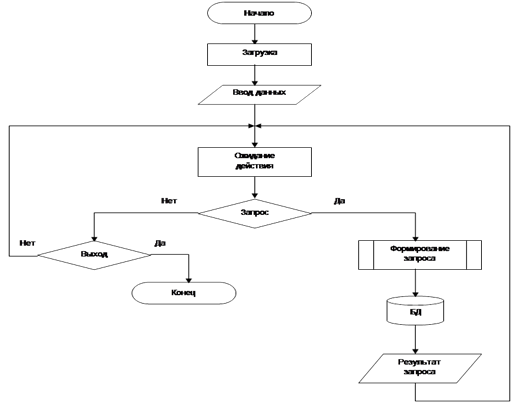 Начало
Загрузка
Ввод данных
Ожидание
действия
Нет
Запрос
Да
Нет
Выход
Да
Формирование
запроса
Конец
БД
Результат
запроса